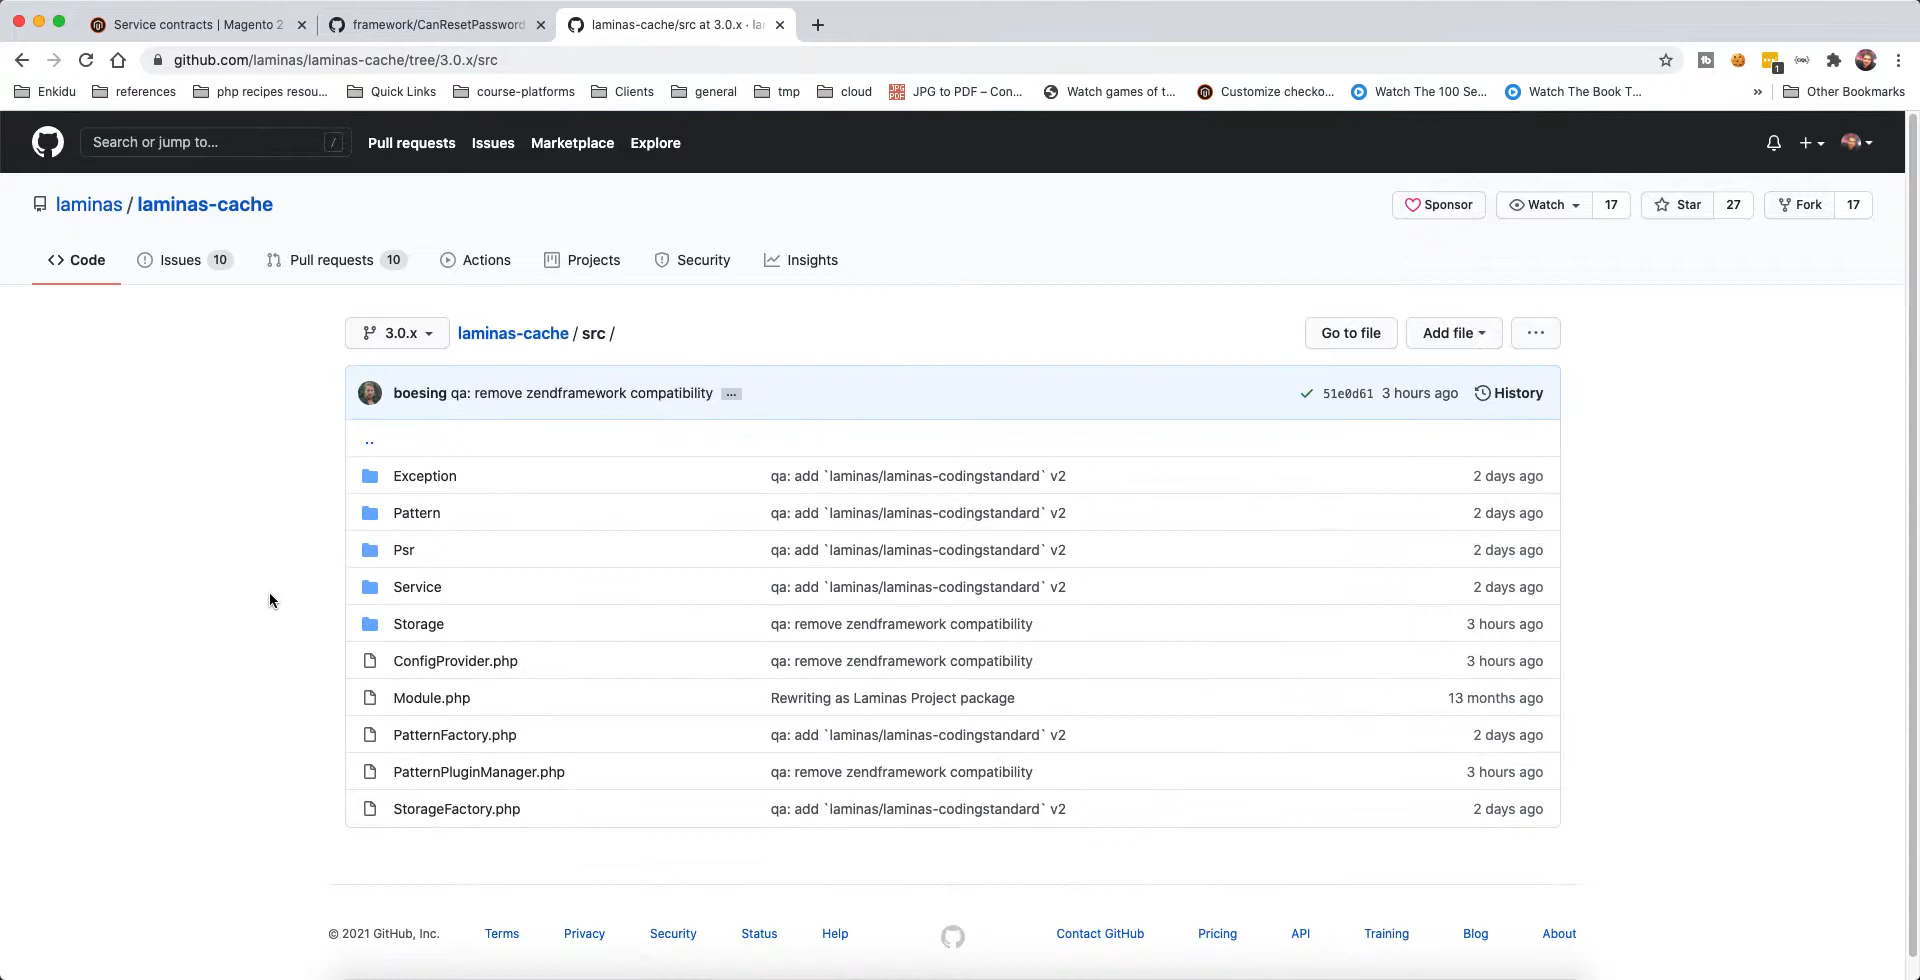 Service contracts | Magento 2
framework/CanResetPassword
laminas-cache/src at 3.0.x · la
github.com/laminas/laminas-cache/tree/3.0.x/src
1
Enkidu references php recipes resou... Quick Links course-platforms Clients general tmp cloud JPG to PDF – Con... Watch games of t... Customize checko... Watch The 100 Se... Watch The Book T... » Other Bookmarks
Search or jump to... / Pull requests Issues Marketplace Explore
laminas / laminas-cache Sponsor Watch 17 Star 27 Fork 17
Code Issues 10 Pull requests 10 Actions Projects Security Insights
3.0.x laminas-cache / src / Go to file Add file ...
boesing qa: remove zendframework compatibility ... 51e0d61 3 hours ago History
..
Exception qa: add `laminas/laminas-codingstandard` v2 2 days ago
Pattern qa: add `laminas/laminas-codingstandard` v2 2 days ago
Psr qa: add `laminas/laminas-codingstandard` v2 2 days ago
Service qa: add `laminas/laminas-codingstandard` v2 2 days ago
Storage qa: remove zendframework compatibility 3 hours ago
ConfigProvider.php qa: remove zendframework compatibility 3 hours ago
Module.php Rewriting as Laminas Project package 13 months ago
PatternFactory.php qa: add `laminas/laminas-codingstandard` v2 2 days ago
PatternPluginManager.php qa: remove zendframework compatibility 3 hours ago
StorageFactory.php qa: add `laminas/laminas-codingstandard` v2 2 days ago
© 2021 GitHub, Inc. Terms Privacy Security Status Help Contact GitHub Pricing API Training Blog About